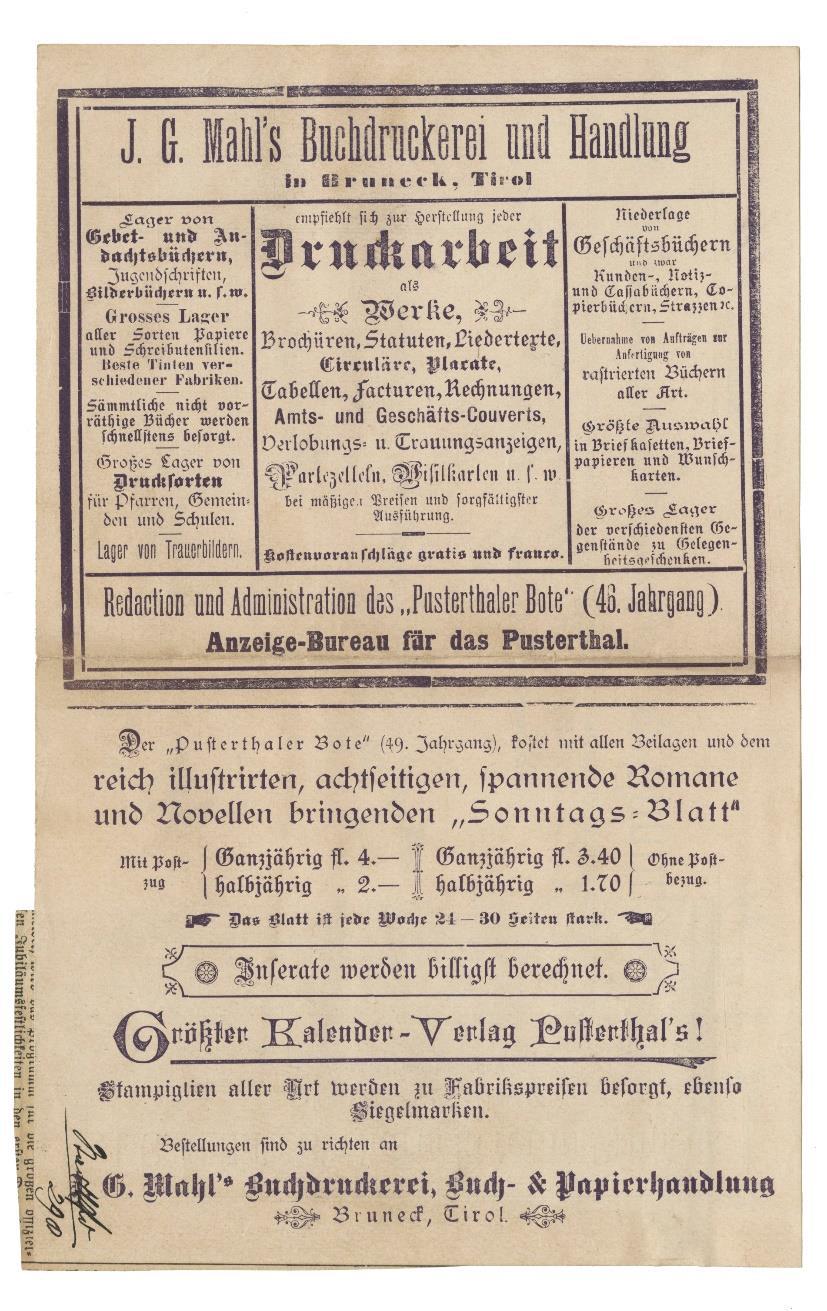 J. G. Mahl's Buchdruckerei und Handlung
in Bruneck, Tirol
Lager von
Gebet- und An-
dachtsbüchern,
Jugendschriften,
Bilderbüchern u. s. w.
Grosses Lager
aller Sorten Papiere
und Schreibutensilien.
Beste Tinten ver-
schiedener Fabriken.
Sämmtliche nicht vor-
räthige Bücher werden
schnellstens besorgt.
Großes Lager von
Drucksorten
für Pfarren, Gemein-
den und Schulen.
Lager von Trauerbildern.
empfiehlt sich zur Herstellung jeder
Druckarbeit
als
Werke,
Brochüren, Statuten, Liedertexte,
Circuläre, Placate,
Tabellen, Facturen, Rechnungen,
Amts- und Geschäfts-Couverts,
Verlobungs- u. Trauungsanzeigen,
Partezetteln, Visitkarten u. s. w.
bei mäßigen Preisen und sorgfältigster
Ausführung.
Kostenvoranschläge gratis und franco.
Niederlage
von
Geschäftsbüchern
und zwar
Kunden-, Notiz-
und Cassabüchern, Co-
pierbüchern, Strazzen ꝛc.
Uebernahme von Aufträgen zur
Anfertigung von
rastrierten Büchern
aller Art.
Größte Auswahl
in Briefkasetten, Brief-
papieren und Wunsch-
karten.
Großes Lager
der verschiedensten Ge-
genstände zu Gelegen-
heitsgeschenken.
Redaction und Administration des „Pusterthaler Bote“ (46. Jahrgang).
Anzeige-Bureau für das Pusterthal.
Der „Pusterthaler Bote“ (49. Jahrgang), kostet mit allen Beilagen und dem
reich illustrirten, achtseitigen, spannende Romane
und Novellen bringenden „Sonntags-Blatt“
Mit Post-
zug
Ganzjährig fl. 4.—
halbjährig „ 2.—
Ganzjährig fl. 3.40
halbjährig „ 1.70
Ohne Post-
bezug.
Das Blatt ist jede Woche 24—30 Seiten stark.
Inserate werden billigst berechnet.
Größter Kalender-Verlag Pusterthal's!
Stampiglien aller Art werden zu Fabrikspreisen besorgt, ebenso
Siegelmarken.
Bestellungen sind zu richten an
G. Mahl's Buchdruckerei, Buch- & Papierhandlung
Bruneck, Tirol.
Programm für die großen
en Jubiläumsfestlichkeiten in den